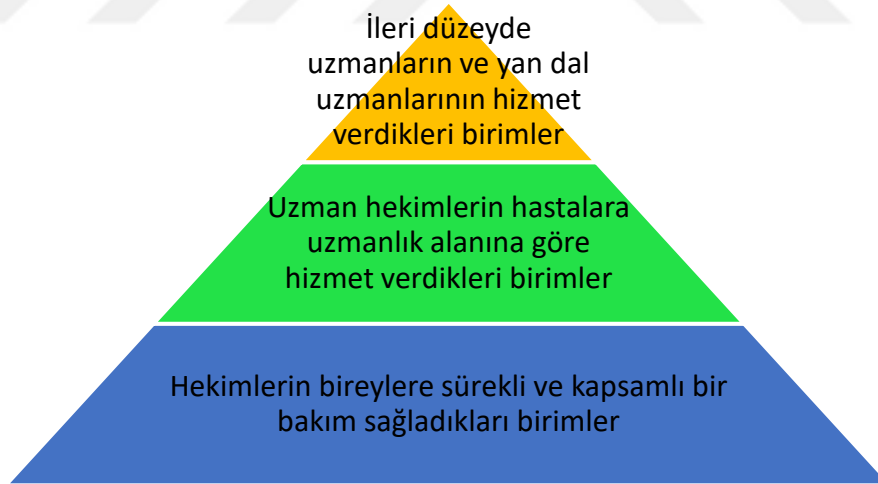 İleri düzeyde
uzmanların ve yan dal
uzmanlarının hizmet
verdikleri birimler
Uzman hekimlerin hastalara
uzmanlık alanına göre
hizmet verdikleri birimler
Hekimlerin bireylere sürekli ve kapsamlı bir
bakım sağladıkları birimler